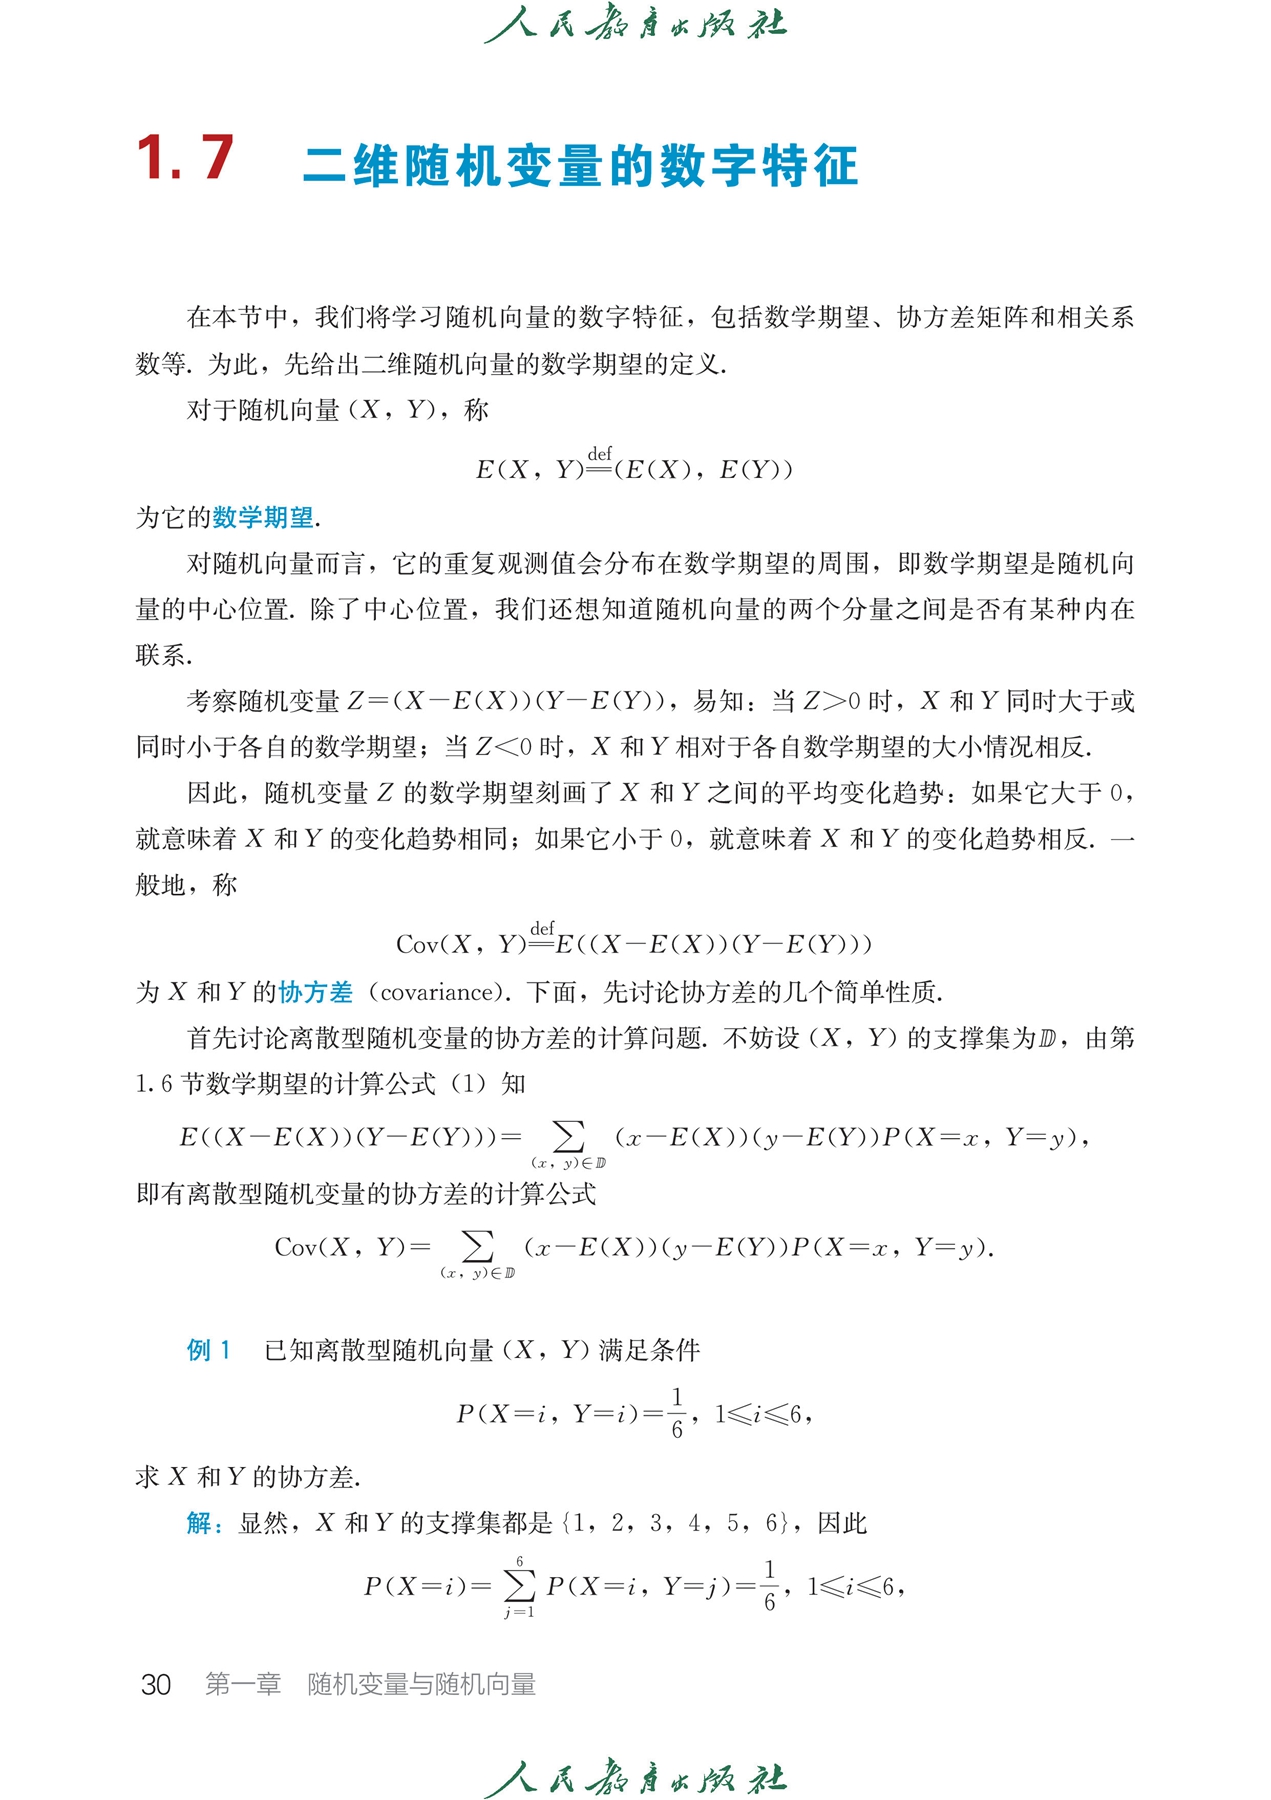 人民教育出版社
1.7 二维随机变量的数字特征
在本节中，我们将学习随机向量的数字特征，包括数学期望、协方差矩阵和相关系
数等. 为此，先给出二维随机向量的数学期望的定义.
对于随机向量 (X，Y)，称
E(X，Y)≝(E(X)，E(Y))
为它的数学期望.
对随机向量而言，它的重复观测值会分布在数学期望的周围，即数学期望是随机向
量的中心位置. 除了中心位置，我们还想知道随机向量的两个分量之间是否有某种内在
联系.
考察随机变量 Z=(X-E(X))(Y-E(Y))，易知：当 Z>0 时，X 和 Y 同时大于或
同时小于各自的数学期望；当 Z<0 时，X 和 Y 相对于各自数学期望的大小情况相反.
因此，随机变量 Z 的数学期望刻画了 X 和 Y 之间的平均变化趋势：如果它大于 0，
就意味着 X 和 Y 的变化趋势相同；如果它小于 0，就意味着 X 和 Y 的变化趋势相反. 一
般地，称
Cov(X，Y)≝E((X-E(X))(Y-E(Y)))
为 X 和 Y 的协方差（covariance）. 下面，先讨论协方差的几个简单性质.
首先讨论离散型随机变量的协方差的计算问题. 不妨设 (X，Y) 的支撑集为 𝔻，由第
1.6 节数学期望的计算公式（1）知
E((X-E(X))(Y-E(Y)))=∑_{(x，y)∈𝔻}(x-E(X))(y-E(Y))P(X=x，Y=y)，
即有离散型随机变量的协方差的计算公式
Cov(X，Y)=∑_{(x，y)∈𝔻}(x-E(X))(y-E(Y))P(X=x，Y=y).
例 1 已知离散型随机向量 (X，Y) 满足条件
P(X=i，Y=i)=1/6，1⩽i⩽6，
求 X 和 Y 的协方差.
解：显然，X 和 Y 的支撑集都是 {1，2，3，4，5，6}，因此
P(X=i)=∑_{j=1}^{6}P(X=i，Y=j)=1/6，1⩽i⩽6，
30 第一章 随机变量与随机向量
人民教育出版社